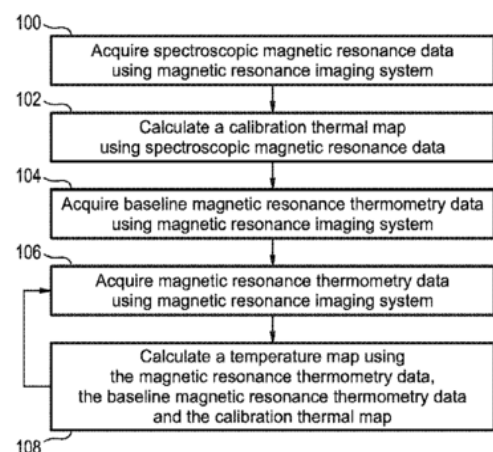 100
Acquire spectroscopic magnetic resonance data
using magnetic resonance imaging system
102
Calculate a calibration thermal map
using spectroscopic magnetic resonance data
104
Acquire baseline magnetic resonance thermometry data
using magnetic resonance imaging system
106
Acquire magnetic resonance thermometry data
using magnetic resonance imaging system
Calculate a temperature map using
the magnetic resonance thermometry data,
the baseline magnetic resonance thermometry data
and the calibration thermal map
108